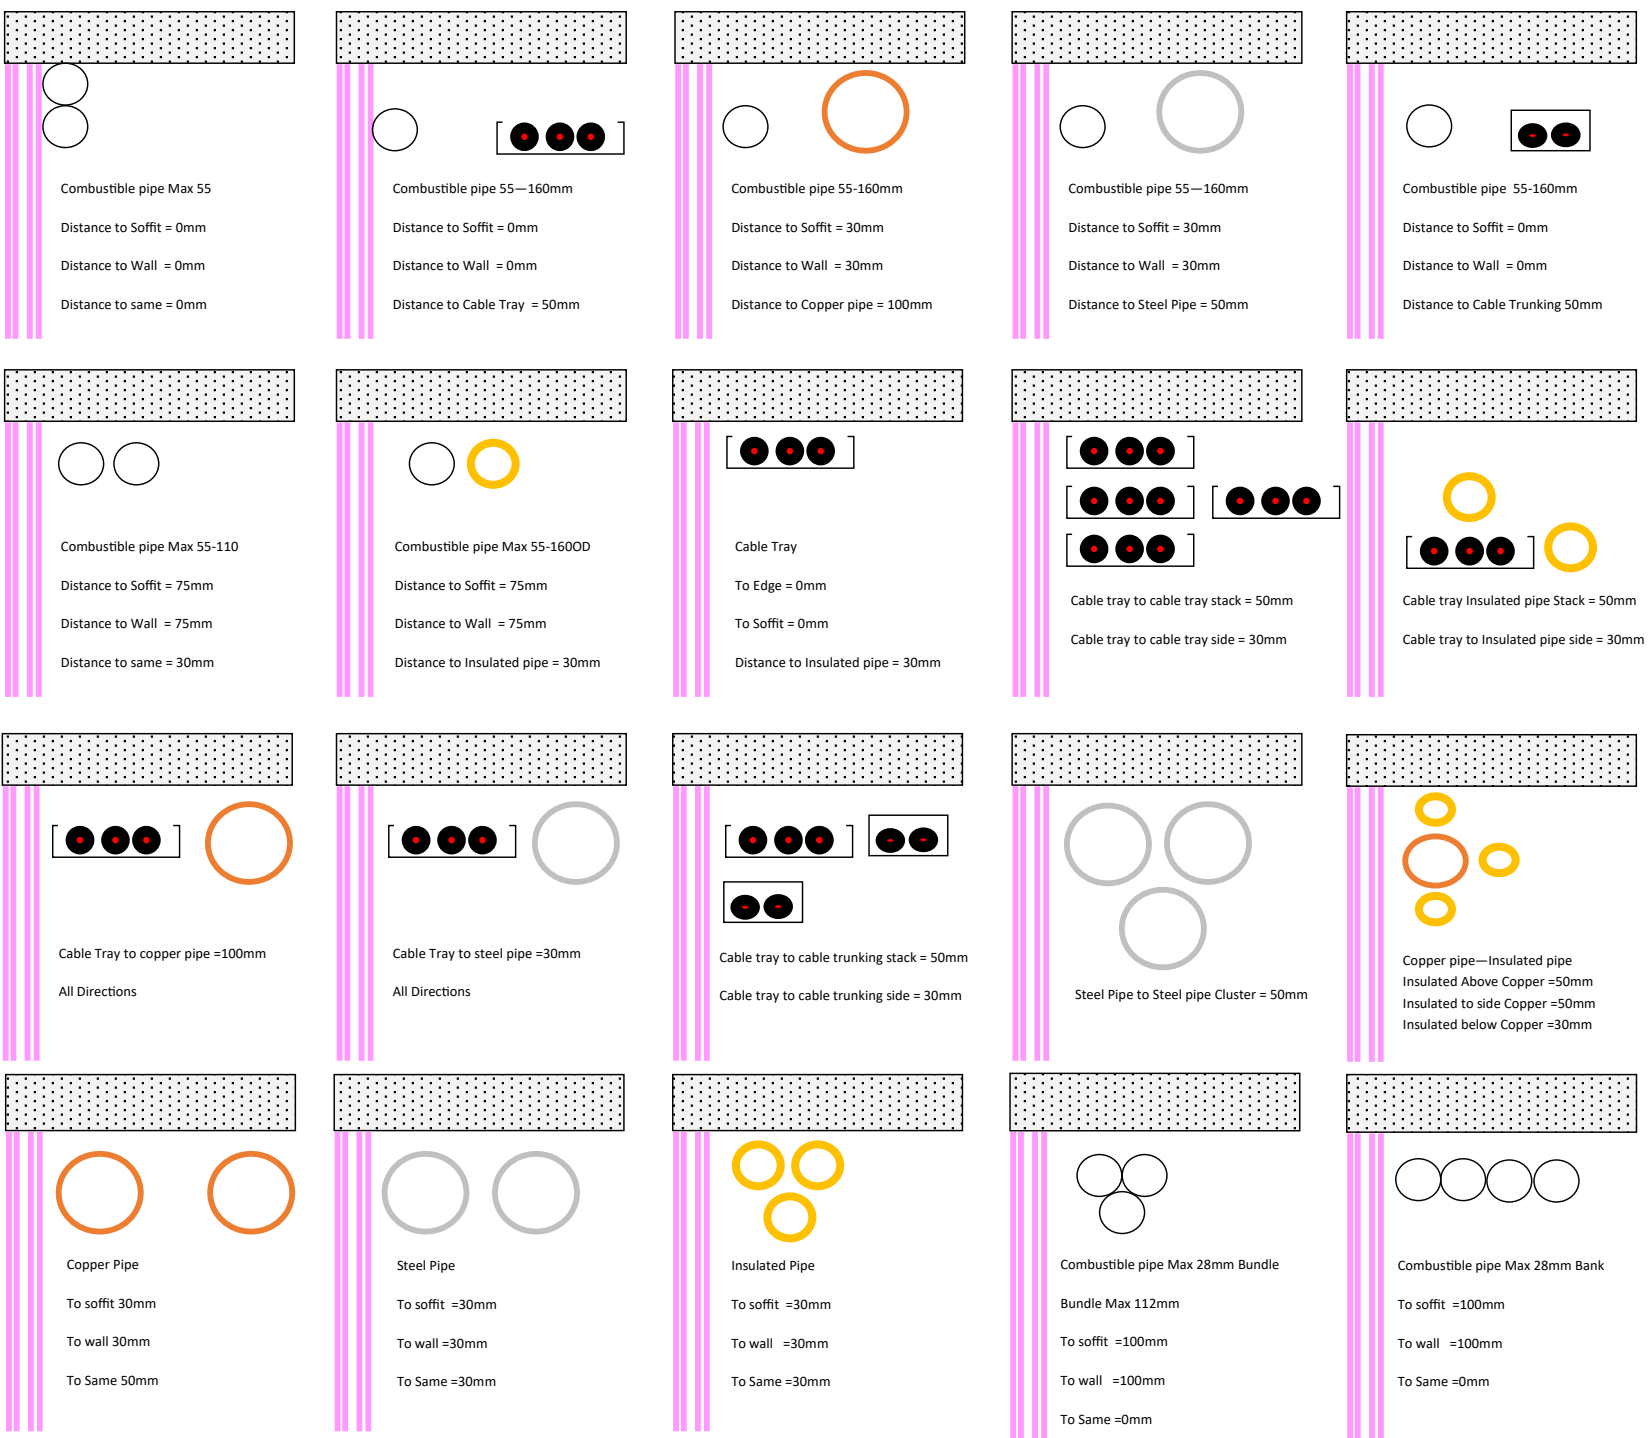 Combustible pipe Max 55
Distance to Soffit = 0mm
Distance to Wall  = 0mm
Distance to same = 0mm
Combustible pipe 55—160mm
Distance to Soffit = 0mm
Distance to Wall  = 0mm
Distance to Cable Tray  = 50mm
Combustible pipe 55-160mm
Distance to Soffit = 30mm
Distance to Wall  = 30mm
Distance to Copper pipe = 100mm
Combustible pipe 55—160mm
Distance to Soffit = 30mm
Distance to Wall  = 30mm
Distance to Steel Pipe = 50mm
Combustible pipe  55-160mm
Distance to Soffit = 0mm
Distance to Wall  = 0mm
Distance to Cable Trunking 50mm
Combustible pipe Max 55-110
Distance to Soffit = 75mm
Distance to Wall  = 75mm
Distance to same = 30mm
Combustible pipe Max 55-160OD
Distance to Soffit = 75mm
Distance to Wall  = 75mm
Distance to Insulated pipe = 30mm
Cable Tray
To Edge = 0mm
To Soffit = 0mm
Distance to Insulated pipe = 30mm
Cable tray to cable tray stack = 50mm
Cable tray to cable tray side = 30mm
Cable tray Insulated pipe Stack = 50mm
Cable tray to Insulated pipe side = 30mm
Cable Tray to copper pipe =100mm
All Directions
Cable Tray to steel pipe =30mm
All Directions
Cable tray to cable trunking stack = 50mm
Cable tray to cable trunking side = 30mm
Steel Pipe to Steel pipe Cluster = 50mm
Copper pipe—Insulated pipe
Insulated Above Copper =50mm
Insulated to side Copper =50mm
Insulated below Copper =30mm
Copper Pipe
To soffit 30mm
To wall 30mm
To Same 50mm
Steel Pipe
To soffit  =30mm
To wall =30mm
To Same =30mm
Insulated Pipe
To soffit  =30mm
To wall   =30mm
To Same =30mm
Combustible pipe Max 28mm Bundle
Bundle Max 112mm
To soffit  =100mm
To wall   =100mm
To Same =0mm
Combustible pipe Max 28mm Bank
To soffit  =100mm
To wall   =100mm
To Same =0mm